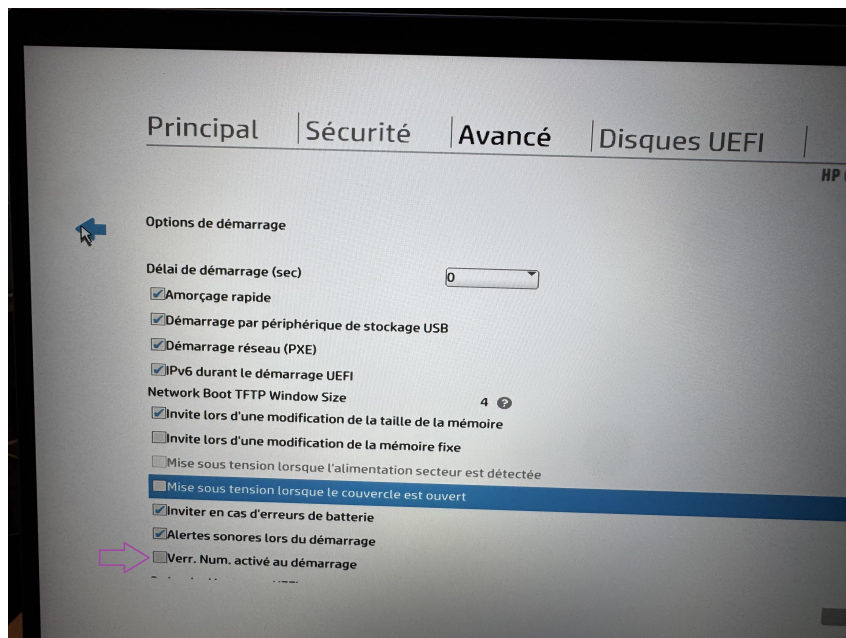 Principal Sécurité Avancé Disques UEFI
HP
Options de démarrage
Délai de démarrage (sec) 0
Amorçage rapide
Démarrage par périphérique de stockage USB
Démarrage réseau (PXE)
IPv6 durant le démarrage UEFI
Network Boot TFTP Window Size 4 ?
Invite lors d'une modification de la taille de la mémoire
Invite lors d'une modification de la mémoire fixe
Mise sous tension lorsque l'alimentation secteur est détectée
Mise sous tension lorsque le couvercle est ouvert
Inviter en cas d'erreurs de batterie
Alertes sonores lors du démarrage
Verr. Num. activé au démarrage